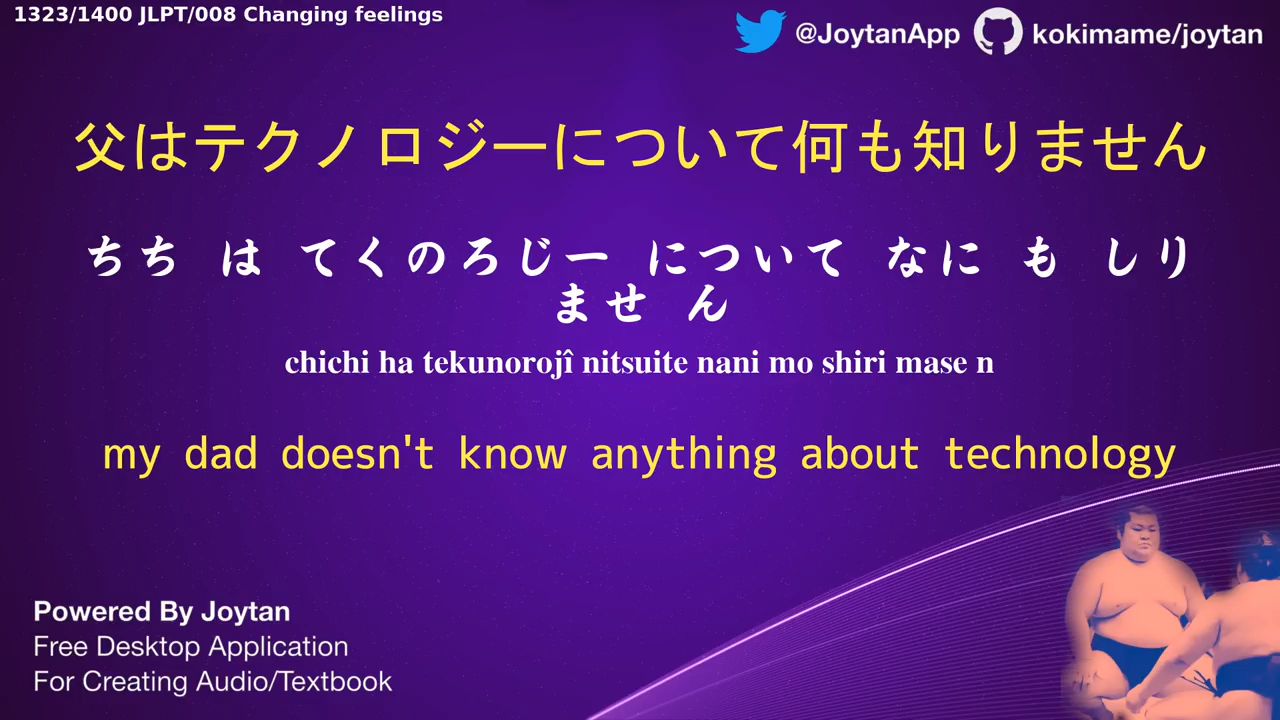 1323/1400 JLPT/008 Changing feelings
@JoytanApp kokimame/joytan
父はテクノロジーについて何も知りません
ちち は てくのろじー について なに も しり
ませ ん
chichi ha tekunorojî nitsuite nani mo shiri mase n
my dad doesn't know anything about technology
Powered By Joytan
Free Desktop Application
For Creating Audio/Textbook